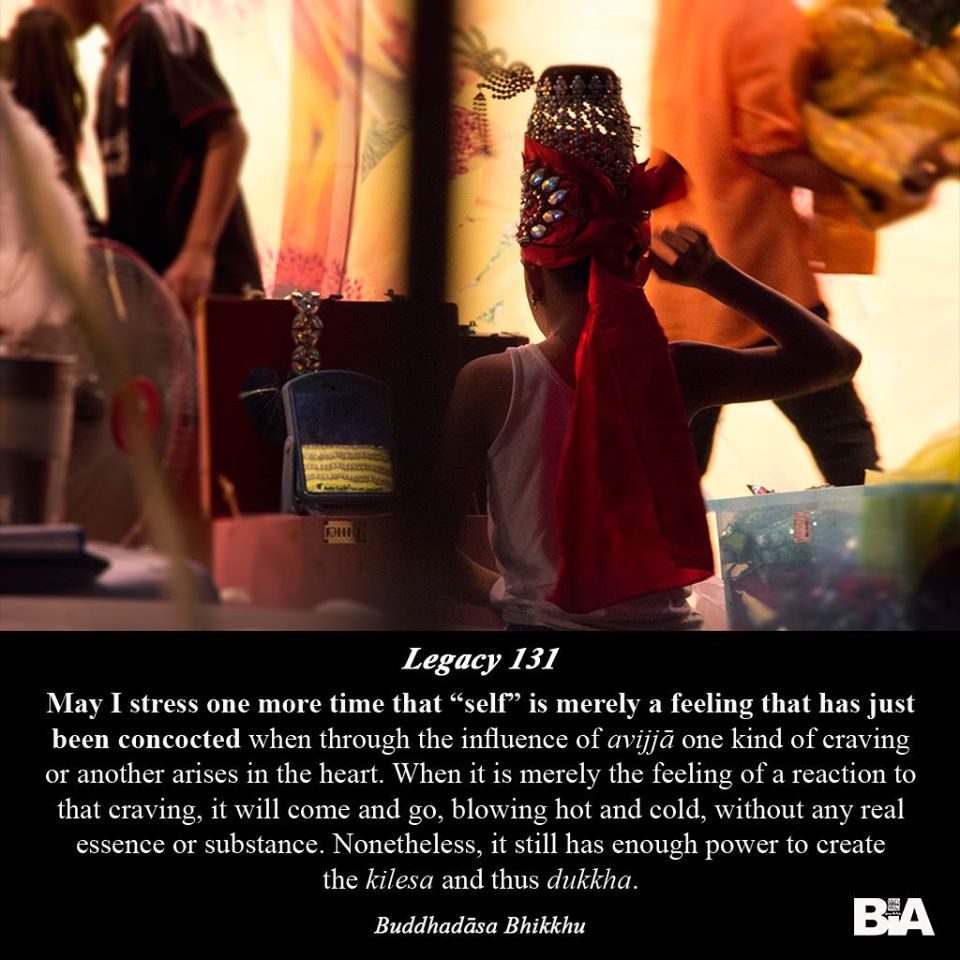 Legacy 131
May I stress one more time that “self” is merely a feeling that has just
been concocted when through the influence of avijjā one kind of craving
or another arises in the heart. When it is merely the feeling of a reaction to
that craving, it will come and go, blowing hot and cold, without any real
essence or substance. Nonetheless, it still has enough power to create
the kilesa and thus dukkha.
Buddhadāsa Bhikkhu
BIA